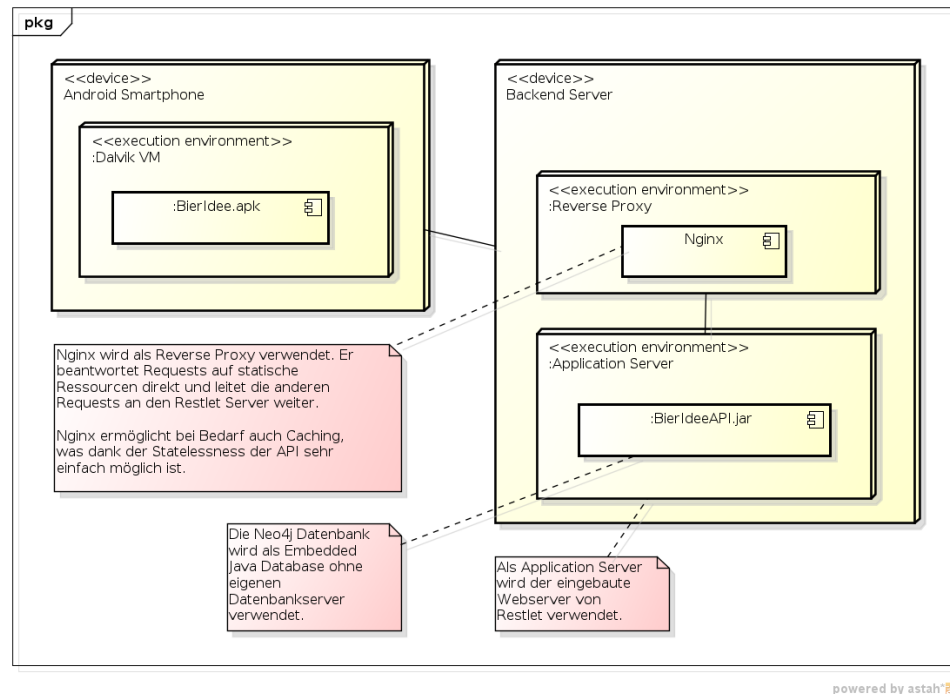 pkg
<<device>>
Android Smartphone
<<execution environment>>
:Dalvik VM
:BierIdee.apk
<<device>>
Backend Server
<<execution environment>>
:Reverse Proxy
Nginx
<<execution environment>>
:Application Server
:BierIdeeAPI.jar
Nginx wird als Reverse Proxy verwendet. Er
beantwortet Requests auf statische
Ressourcen direkt und leitet die anderen
Requests an den Restlet Server weiter.
Nginx ermöglicht bei Bedarf auch Caching,
was dank der Statelessness der API sehr
einfach möglich ist.
Die Neo4j Datenbank
wird als Embedded
Java Database ohne
eigenen
Datenbankserver
verwendet.
Als Application Server
wird der eingebaute
Webserver von
Restlet verwendet.
powered by astah*